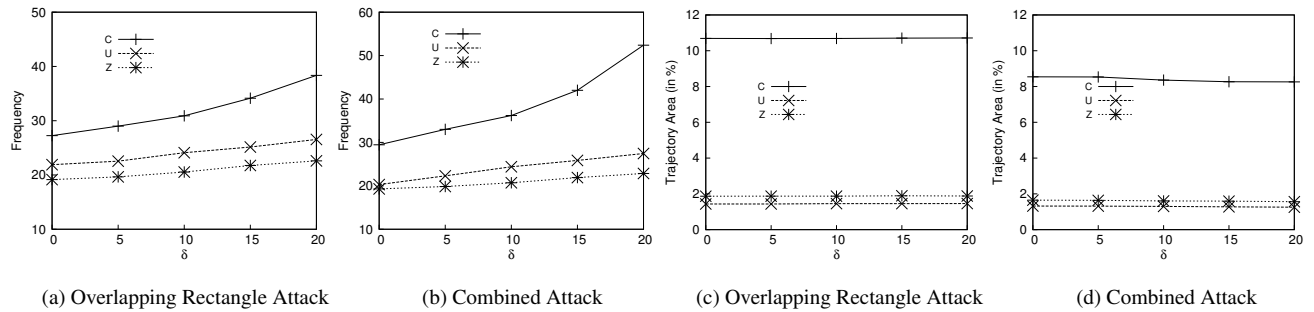 50
40
30
20
10
Frequency
C
U
Z
0 5 10 15 20
δ
(a) Overlapping Rectangle Attack
60
50
40
30
20
10
Frequency
C
U
Z
0 5 10 15 20
δ
(b) Combined Attack
12
10
8
6
4
2
0
Trajectory Area (in %)
C
U
Z
0 5 10 15 20
δ
(c) Overlapping Rectangle Attack
12
10
8
6
4
2
0
Trajectory Area (in %)
C
U
Z
0 5 10 15 20
δ
(d) Combined Attack